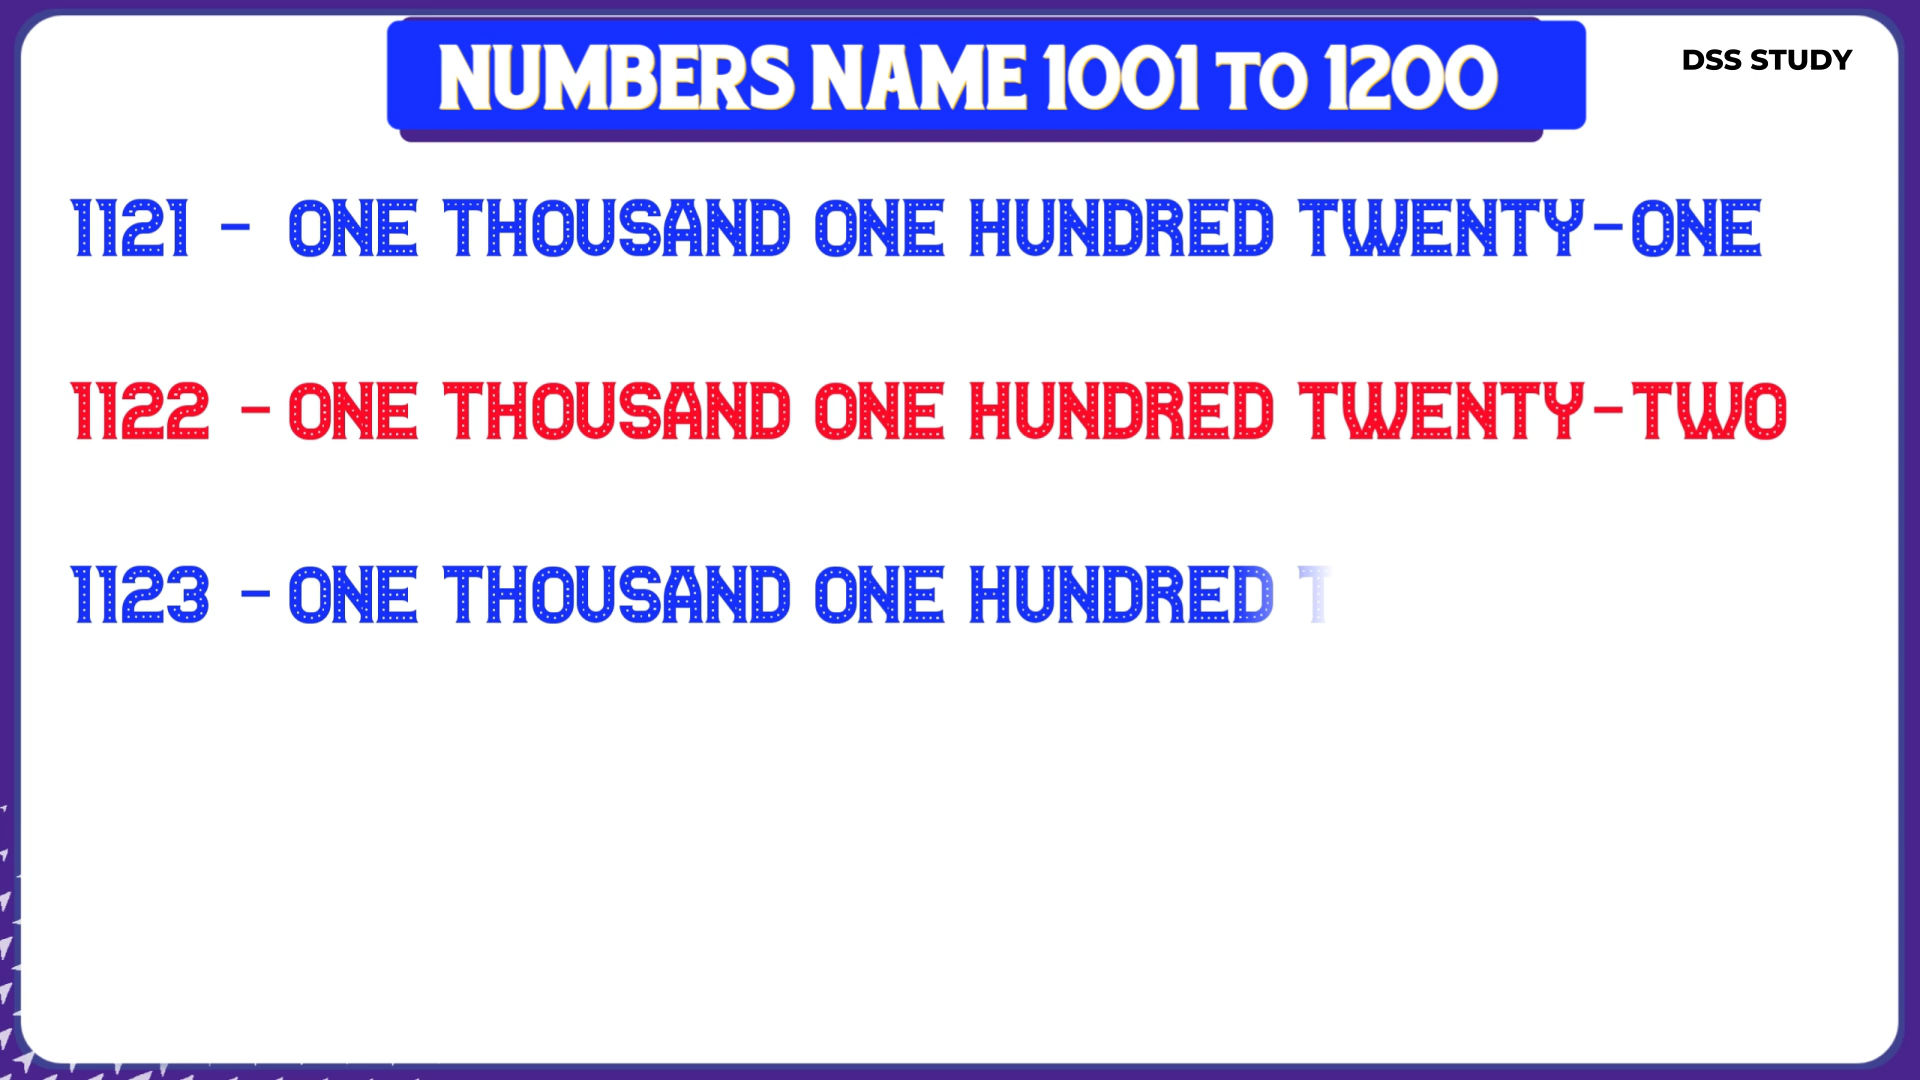 NUMBERS NAME 1001 TO 1200
DSS STUDY
1121 - ONE THOUSAND ONE HUNDRED TWENTY-ONE
1122 - ONE THOUSAND ONE HUNDRED TWENTY-TWO
1123 - ONE THOUSAND ONE HUNDRED T